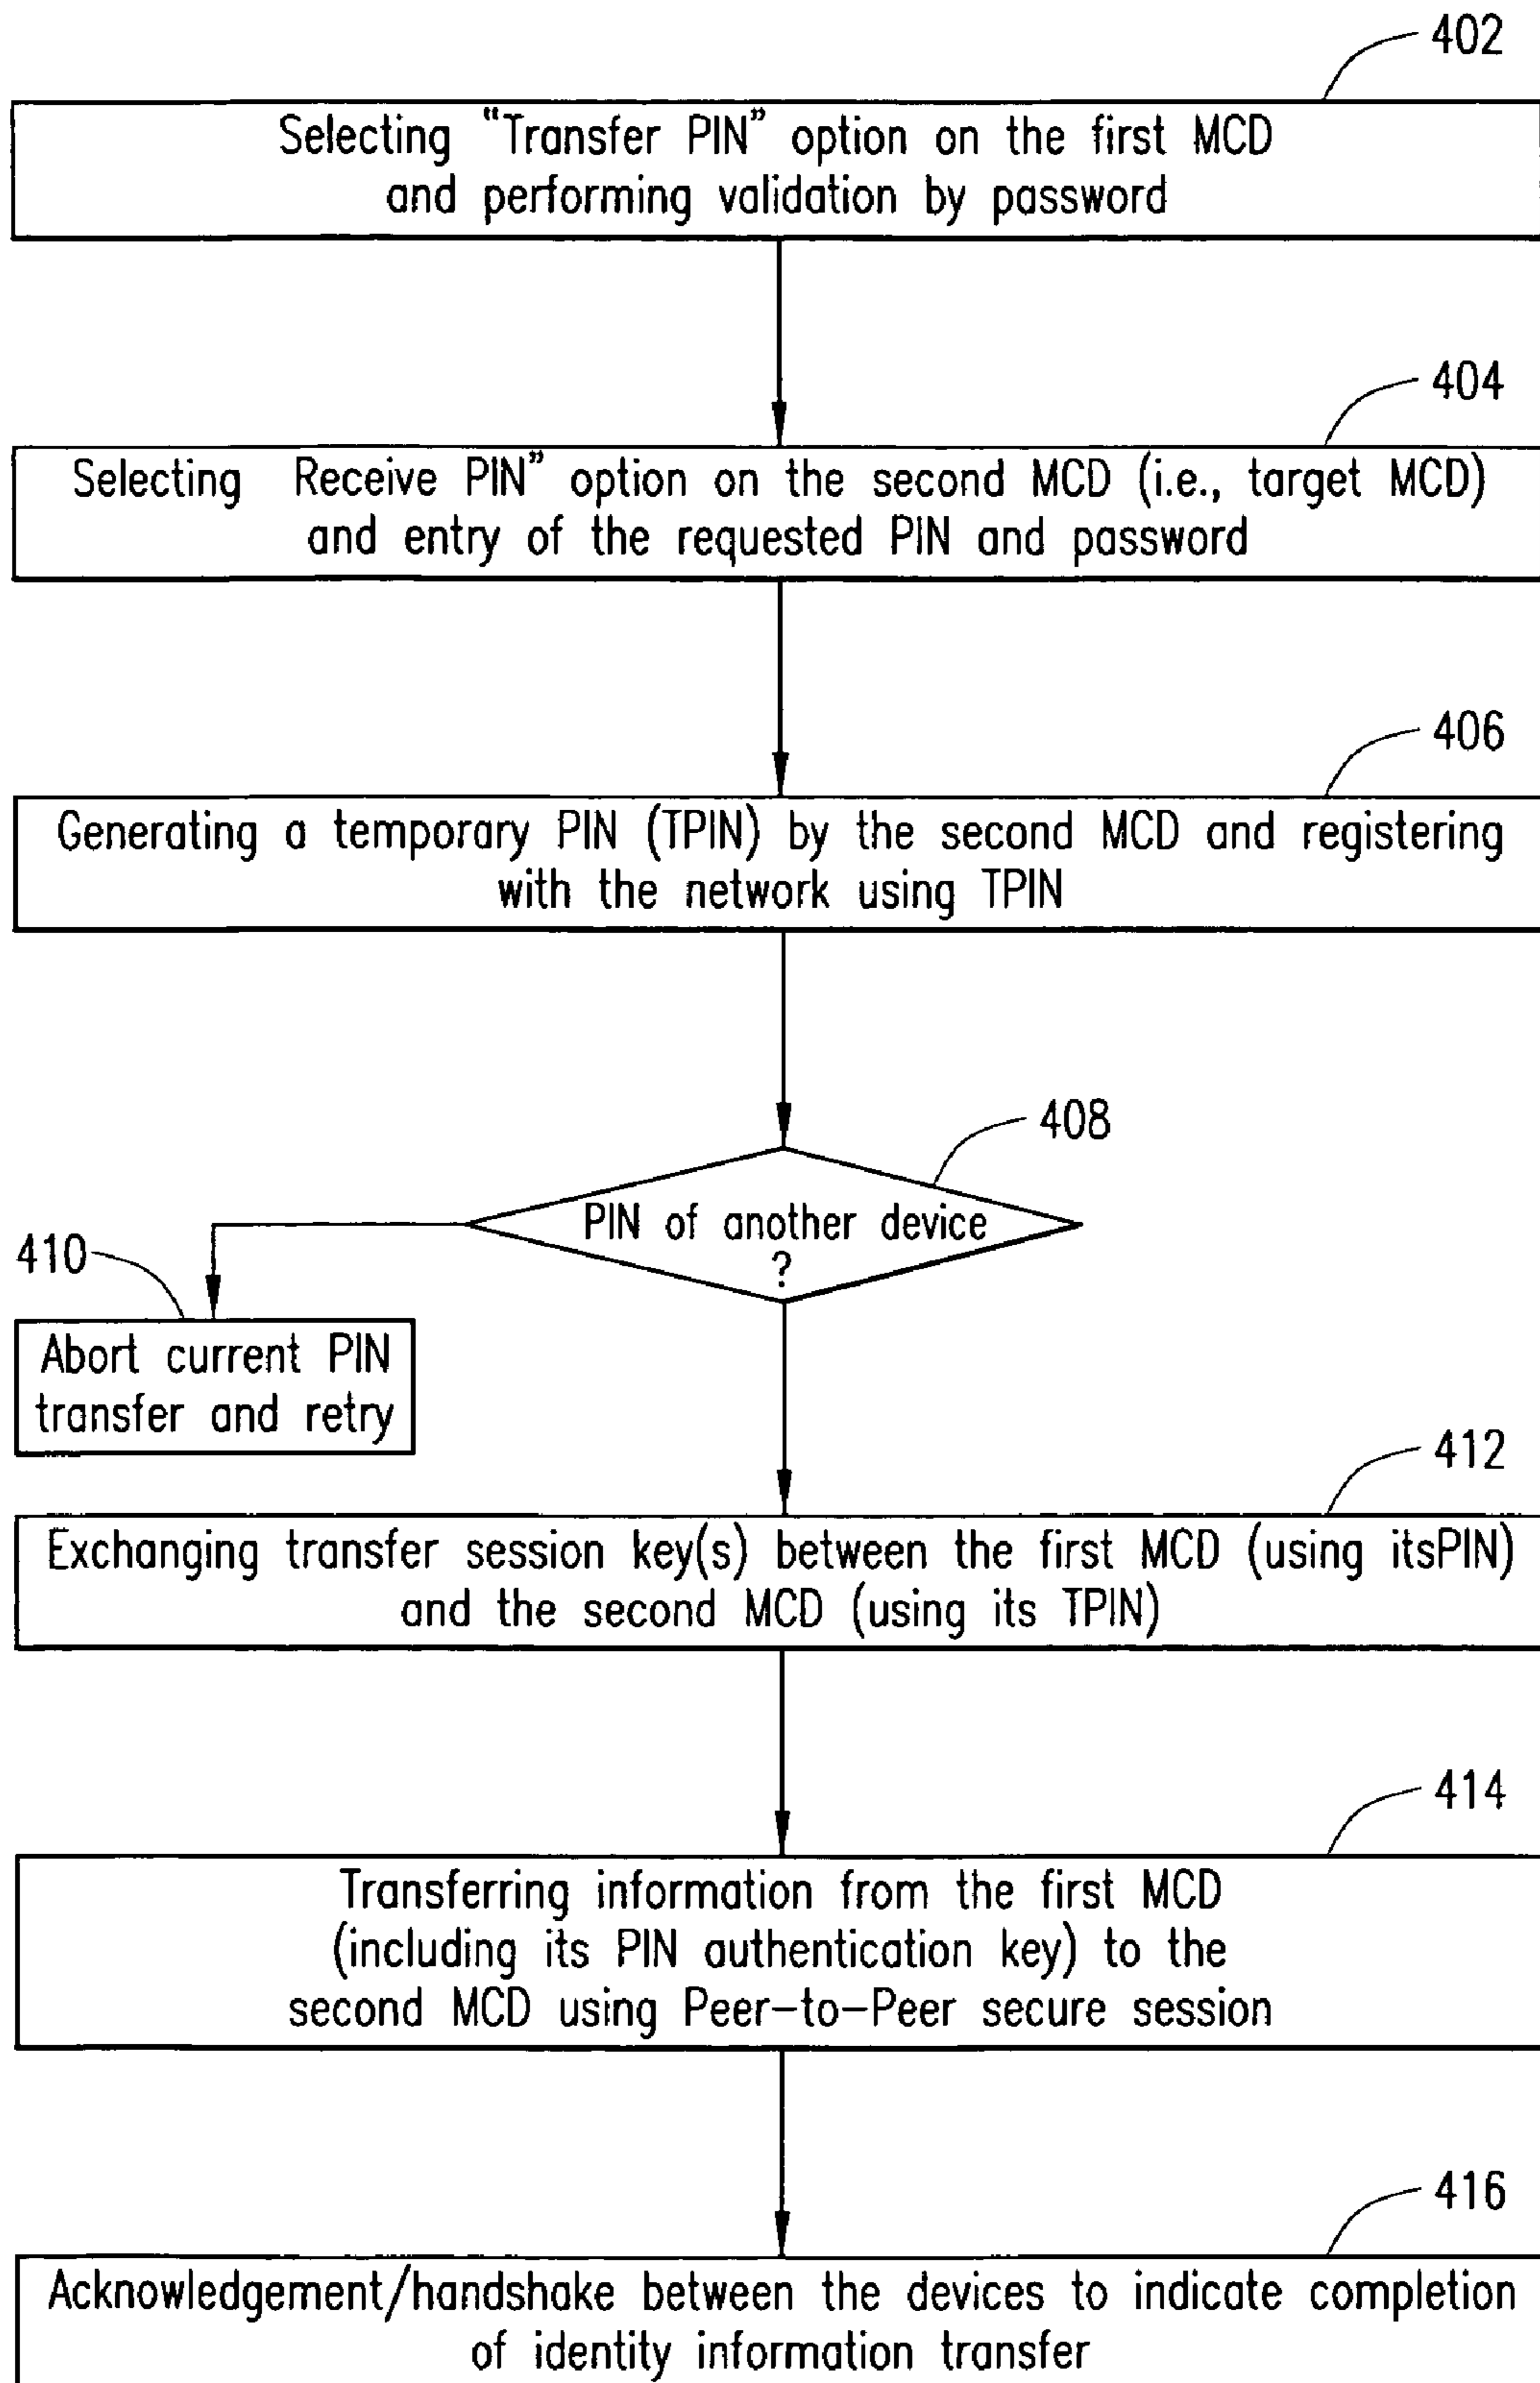 402
Selecting “Transfer PIN” option on the first MCD
and performing validation by password
404
Selecting Receive PIN” option on the second MCD (i.e., target MCD)
and entry of the requested PIN and password
406
Generating a temporary PIN (TPIN) by the second MCD and registering
with the network using TPIN
408
PIN of another device
?
410
Abort current PIN
transfer and retry
412
Exchanging transfer session key(s) between the first MCD (using itsPIN)
and the second MCD (using its TPIN)
414
Transferring information from the first MCD
(including its PIN authentication key) to the
second MCD using Peer-to-Peer secure session
416
Acknowledgement/handshake between the devices to indicate completion
of identity information transfer